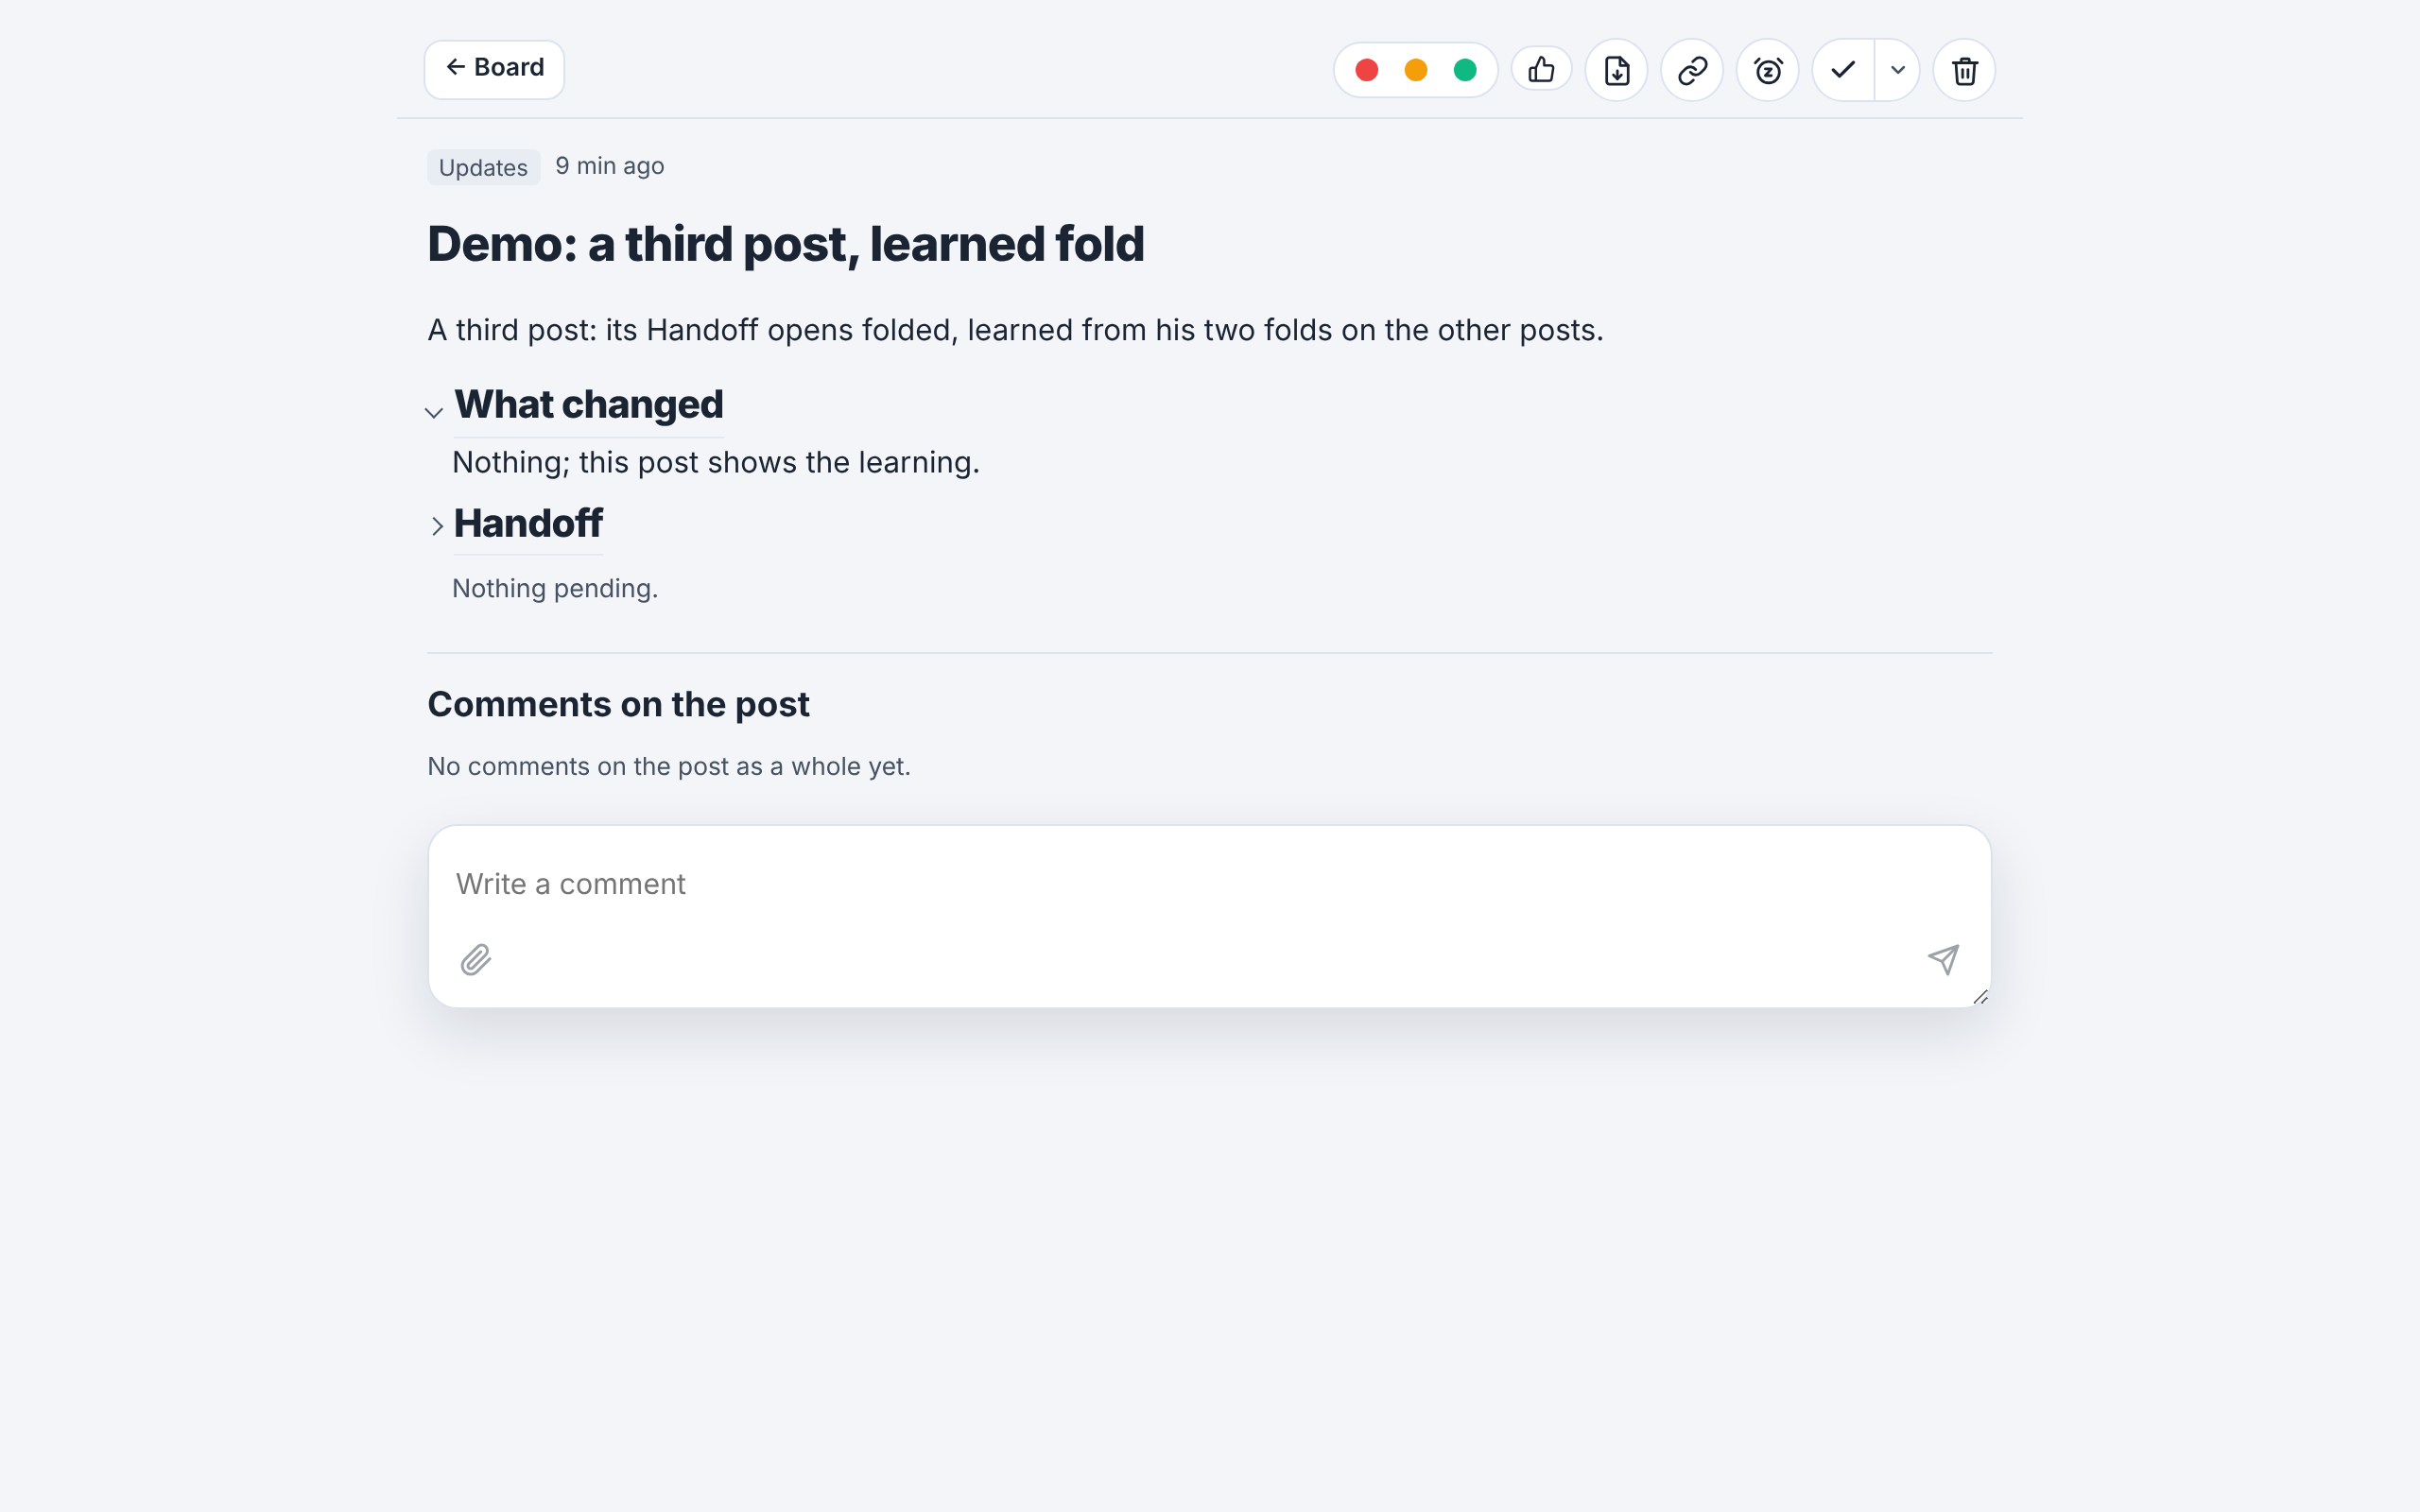 Board
Updates 9 min ago
Demo: a third post, learned fold
A third post: its Handoff opens folded, learned from his two folds on the other posts.
What changed
Nothing; this post shows the learning.
Handoff
Nothing pending.
Comments on the post
No comments on the post as a whole yet.
Write a comment